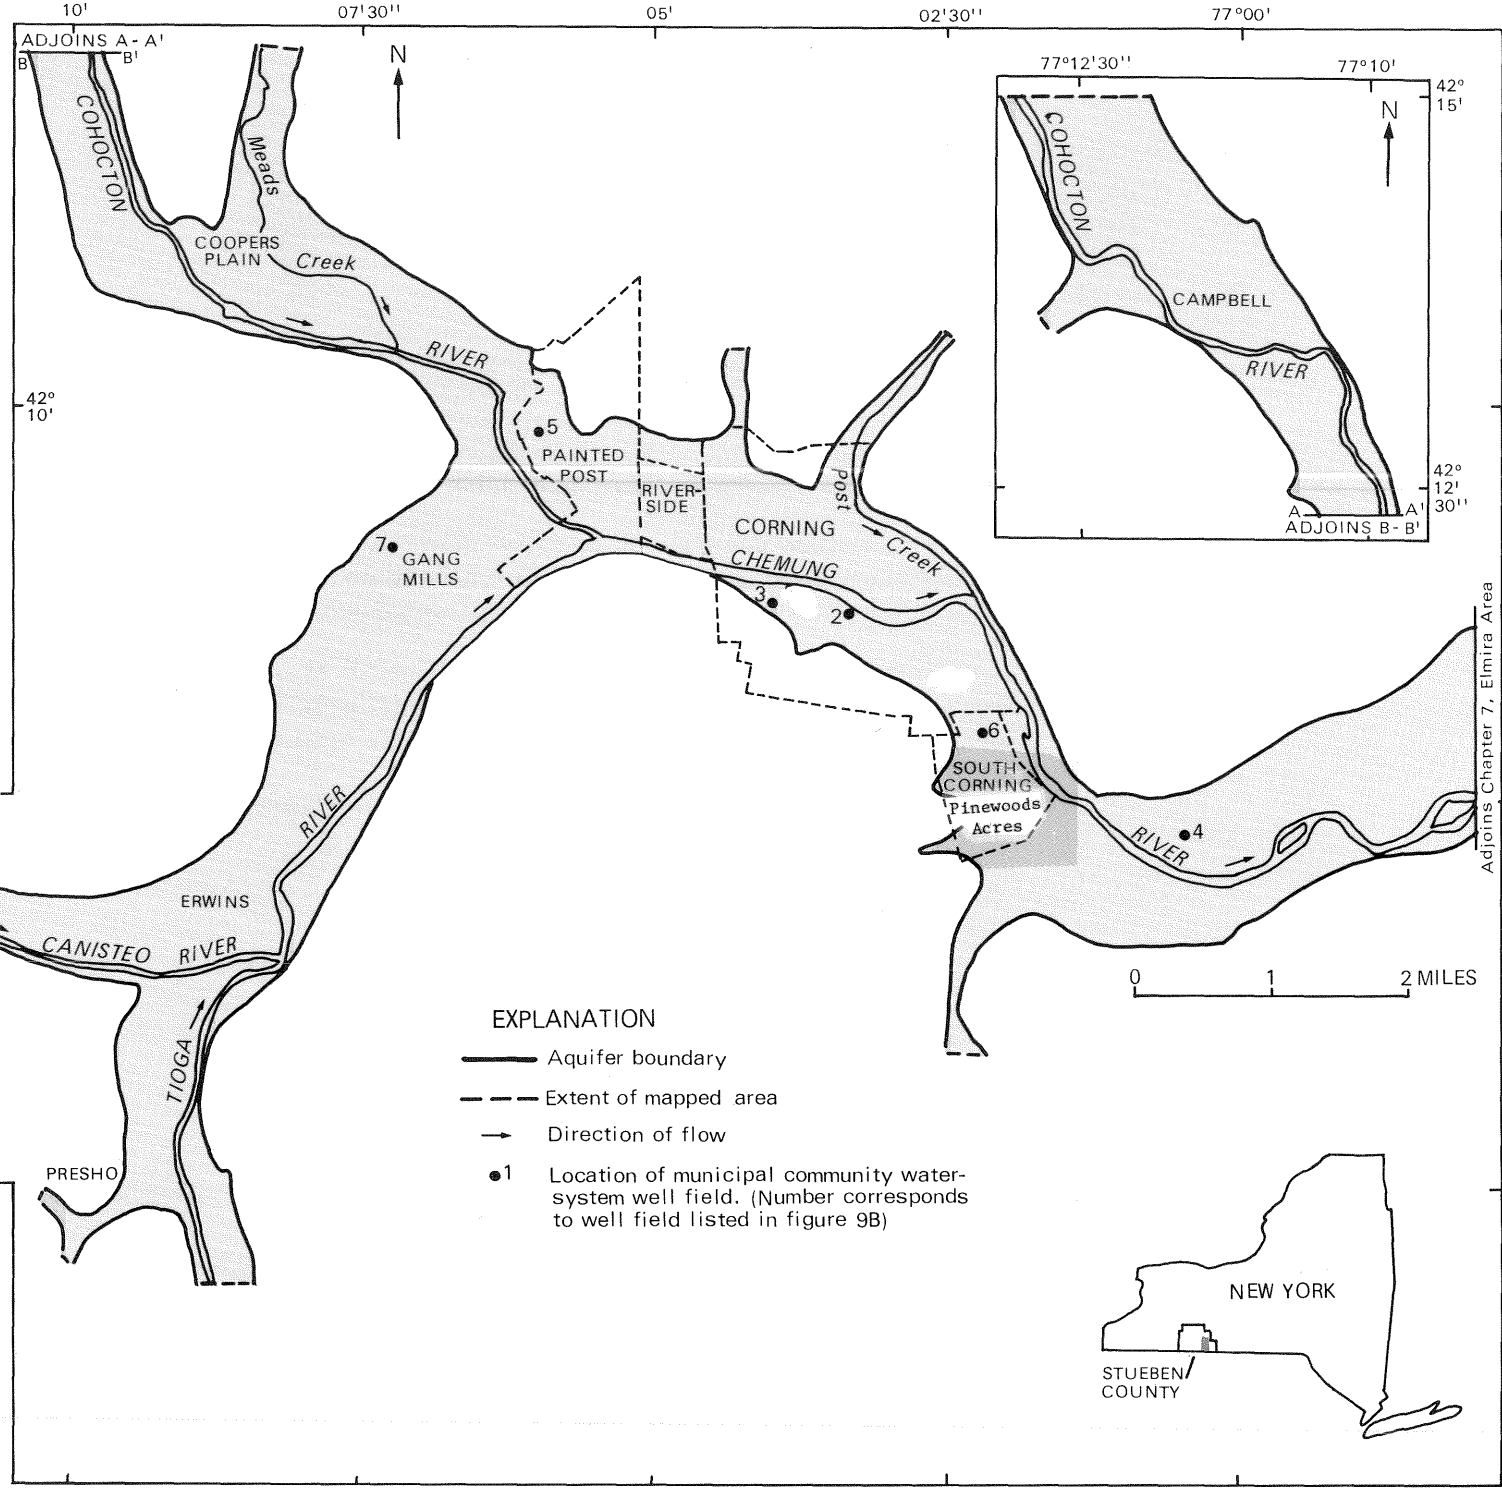 10'
07'30''
05'
02'30''
77°00'
ADJOINS A-A'
B
B'
N
COHOCTON
Meads
COOPERS
PLAIN
Creek
RIVER
42°
10'
5
PAINTED
POST
RIVER-
SIDE
CORNING
Post
Creek
CHEMUNG
7
GANG
MILLS
3
2
6
SOUTH
CORNING
Pinewoods
Acres
RIVER
4
RIVER
ERWINS
CANISTEO RIVER
TIOGA
PRESHO
77°12'30''
77°10'
42°
15'
N
COHOCTON
CAMPBELL
RIVER
42°
12'
30''
A
A'
ADJOINS B-B'
Adjoins Chapter 7, Elmira Area
0 1 2 MILES
EXPLANATION
Aquifer boundary
Extent of mapped area
Direction of flow
1 Location of municipal community water-
system well field. (Number corresponds
to well field listed in figure 9B)
NEW YORK
STUEBEN
COUNTY